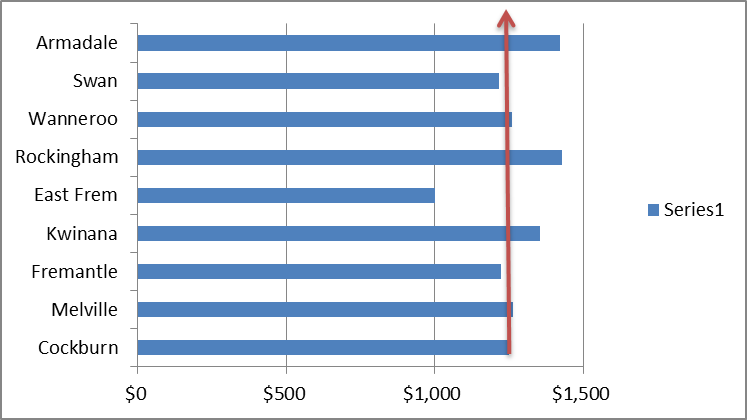 Armadale
Swan
Wanneroo
Rockingham
East Frem
Kwinana
Fremantle
Melville
Cockburn
Series1
$0 $500 $1,000 $1,500